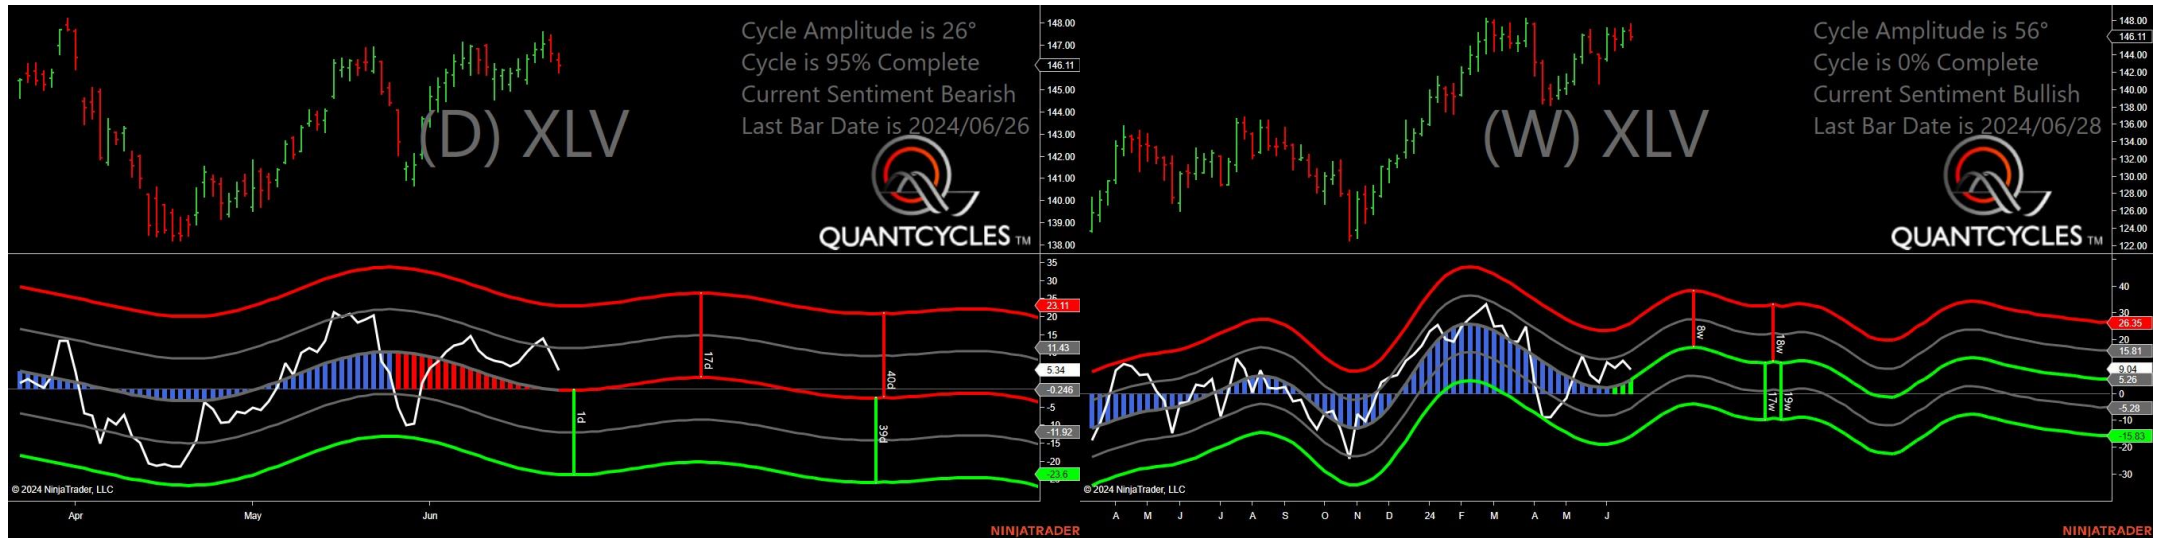 Cycle Amplitude is 26°
Cycle is 95% Complete
Current Sentiment Bearish
Last Bar Date is 2024/06/26
(D) XLV
QUANTCYCLES TM
148.00
147.00
146.11
145.00
144.00
143.00
142.00
141.00
140.00
139.00
138.00
35
30
23.11
20
15
11.43
5.34
-0.246
-5
-11.92
-15
-20
-23.6
17d
40d
1d
39d
© 2024 NinjaTrader, LLC
Apr May Jun
NINJATRADER
Cycle Amplitude is 56°
Cycle is 0% Complete
Current Sentiment Bullish
Last Bar Date is 2024/06/28
(W) XLV
QUANTCYCLES TM
148.00
146.11
144.00
142.00
140.00
138.00
136.00
134.00
132.00
130.00
128.00
126.00
124.00
122.00
40
30
26.35
20
15.81
9.04
5.26
0
-5.28
-10
-15.83
-20
-30
8w
18w
17w
19w
© 2024 NinjaTrader, LLC
A M J J A S O N D 24 F M A M J
NINJATRADER